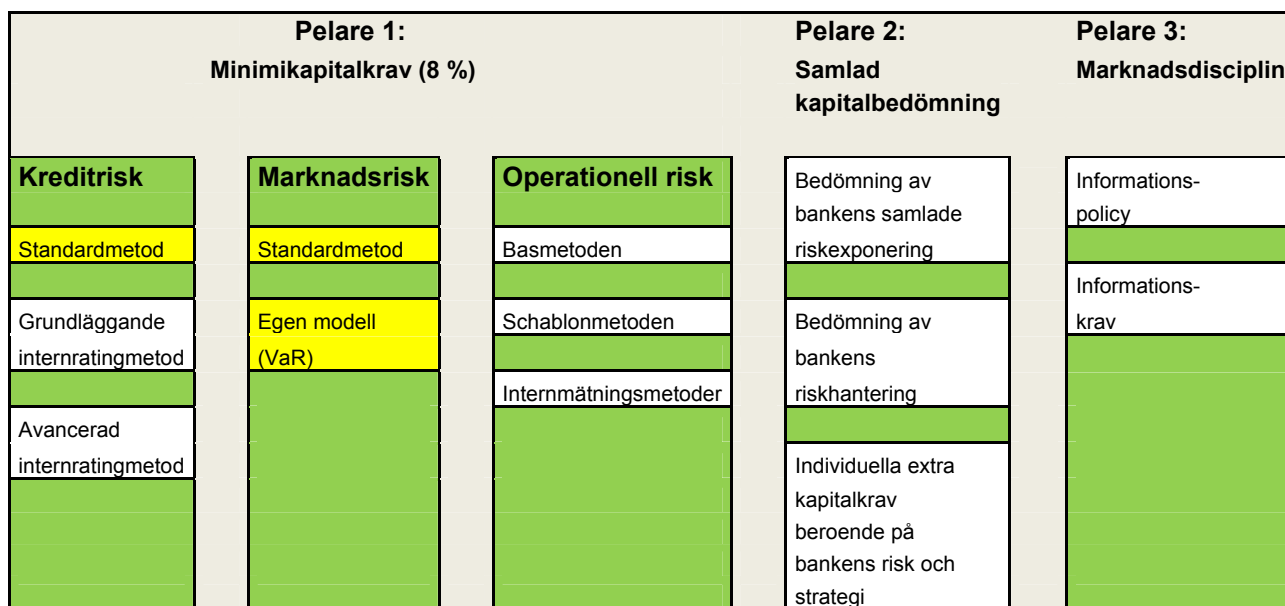 Pelare 1:
Minimikapitalkrav (8 %)
Pelare 2:
Samlad
kapitalbedömning
Pelare 3:
Marknadsdisciplin
Kreditrisk
Standardmetod
Grundläggande
internratingmetod
Avancerad
internratingmetod
Marknadsrisk
Standardmetod
Egen modell
(VaR)
Operationell risk
Basmetoden
Schablonmetoden
Internmätningsmetoder
Bedömning av
bankens samlade
riskexponering
Bedömning av
bankens
riskhantering
Individuella extra
kapitalkrav
beroende på
bankens risk och
strategi
Informations-
policy
Informations-
krav